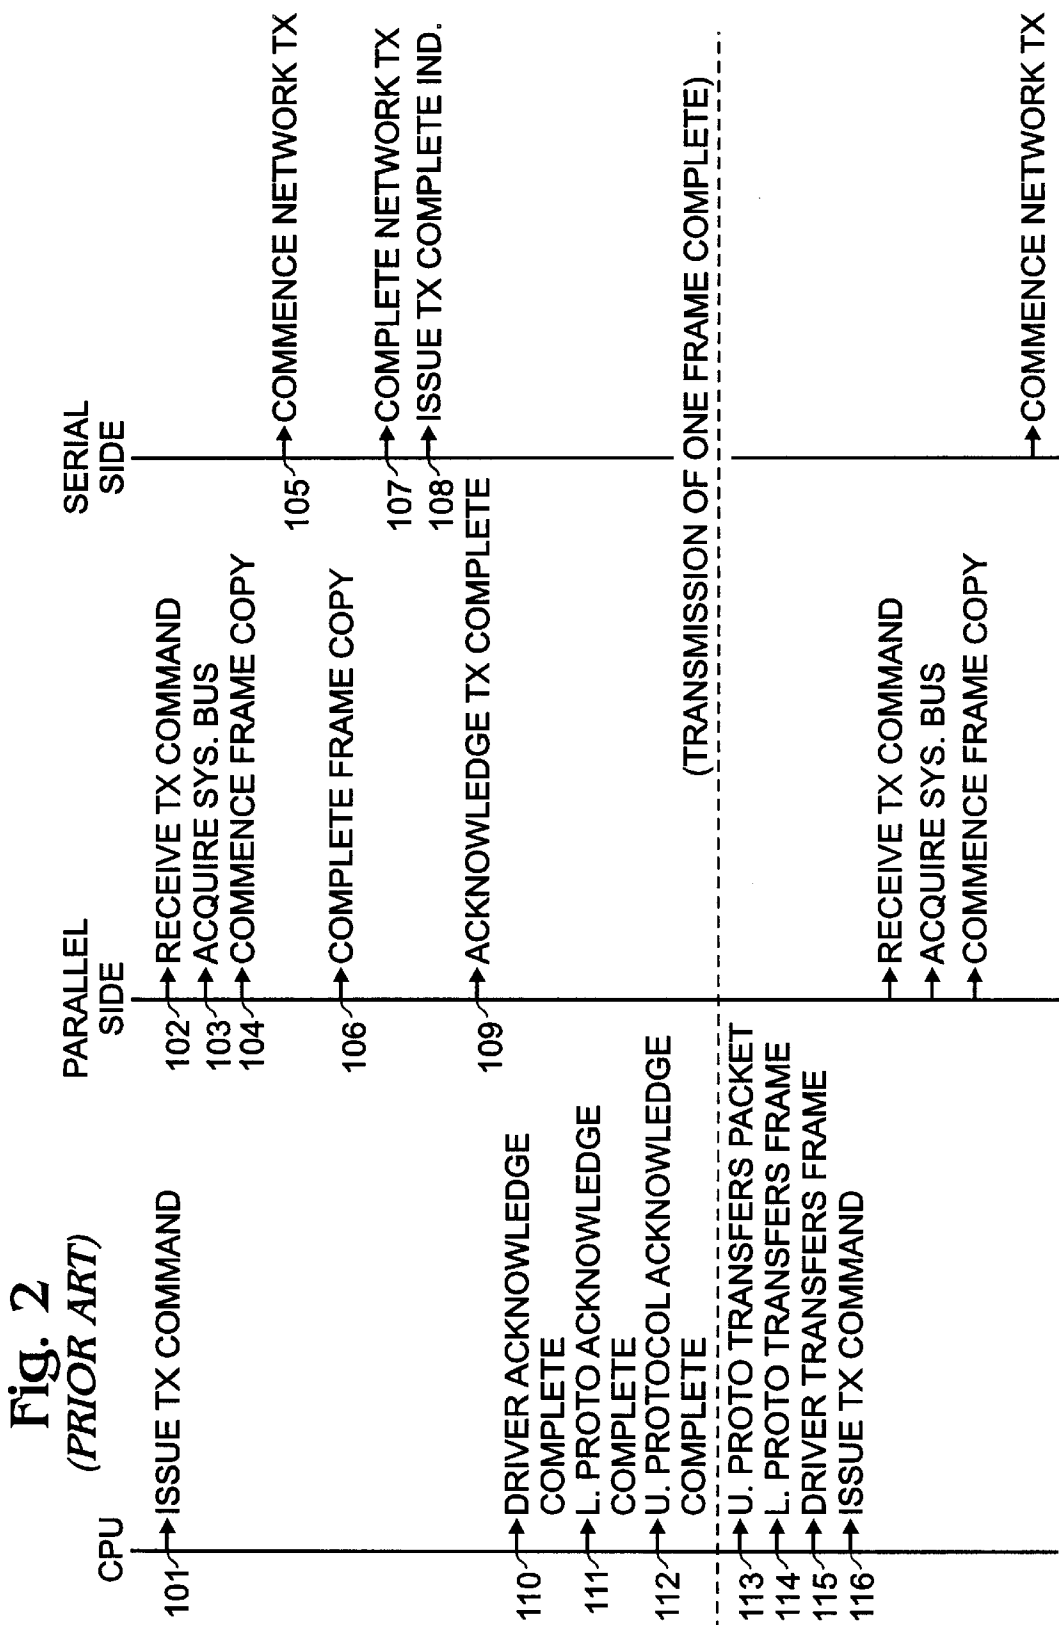 Fig. 2
(PRIOR ART)
CPU
101
ISSUE TX COMMAND
110
DRIVER ACKNOWLEDGE
COMPLETE
111
L. PROTO ACKNOWLEDGE
COMPLETE
112
U. PROTOCOL ACKNOWLEDGE
COMPLETE
113
U. PROTO TRANSFERS PACKET
114
L. PROTO TRANSFERS FRAME
115
DRIVER TRANSFERS FRAME
116
ISSUE TX COMMAND
PARALLEL
SIDE
102
RECEIVE TX COMMAND
103
ACQUIRE SYS. BUS
104
COMMENCE FRAME COPY
106
COMPLETE FRAME COPY
109
ACKNOWLEDGE TX COMPLETE
(TRANSMISSION OF ONE FRAME COMPLETE)
RECEIVE TX COMMAND
ACQUIRE SYS. BUS
COMMENCE FRAME COPY
SERIAL
SIDE
105
COMMENCE NETWORK TX
107
COMPLETE NETWORK TX
108
ISSUE TX COMPLETE IND.
COMMENCE NETWORK TX